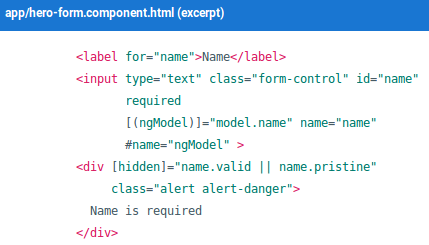 app/hero-form.component.html (excerpt)
<label for="name">Name</label>
<input type="text" class="form-control" id="name"
required
[(ngModel)]="model.name" name="name"
#name="ngModel" >
<div [hidden]="name.valid || name.pristine"
class="alert alert-danger">
Name is required
</div>